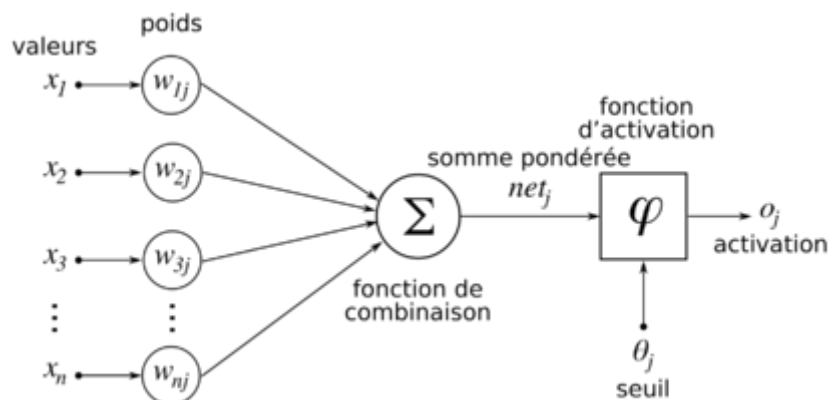 poids
valeurs
x₁
w₁ⱼ
x₂
w₂ⱼ
x₃
w₃ⱼ
⋮
⋮
xₙ
wₙⱼ
Σ
fonction de
combinaison
somme pondérée
netⱼ
fonction
d'activation
φ
oⱼ
activation
θⱼ
seuil